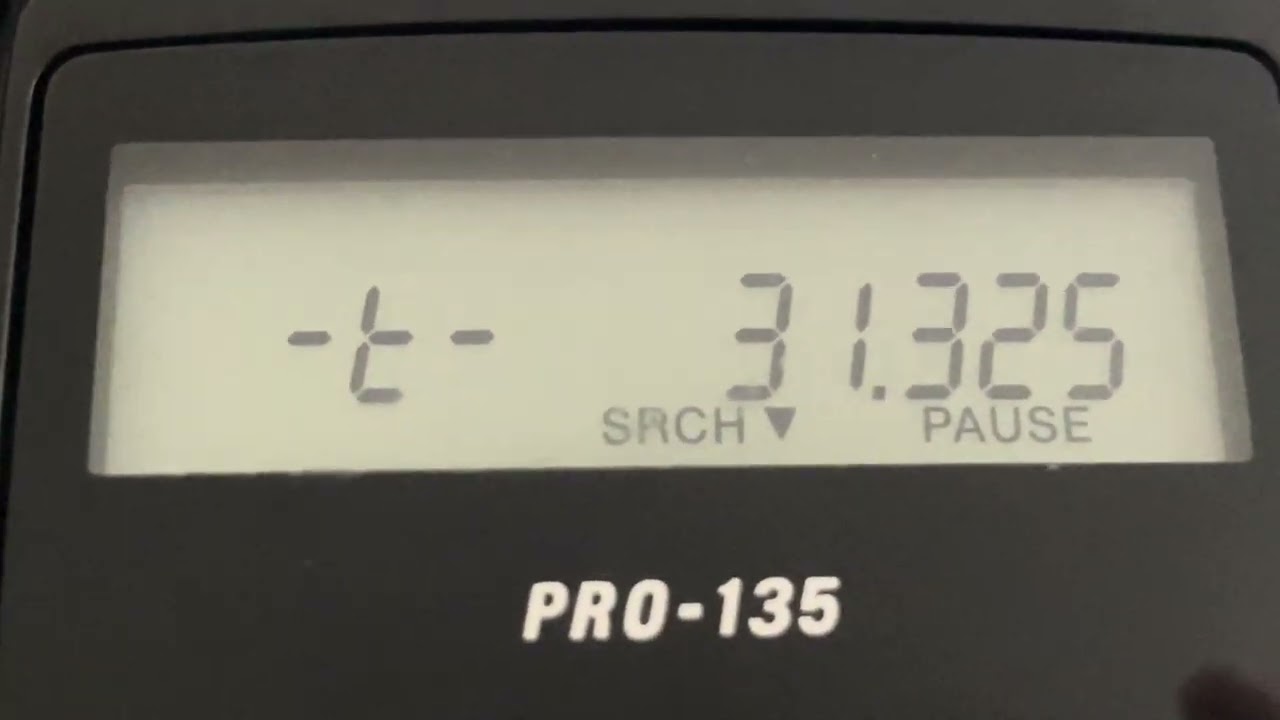 -t- 31.325
SRCH ▼ PAUSE
PRO-135